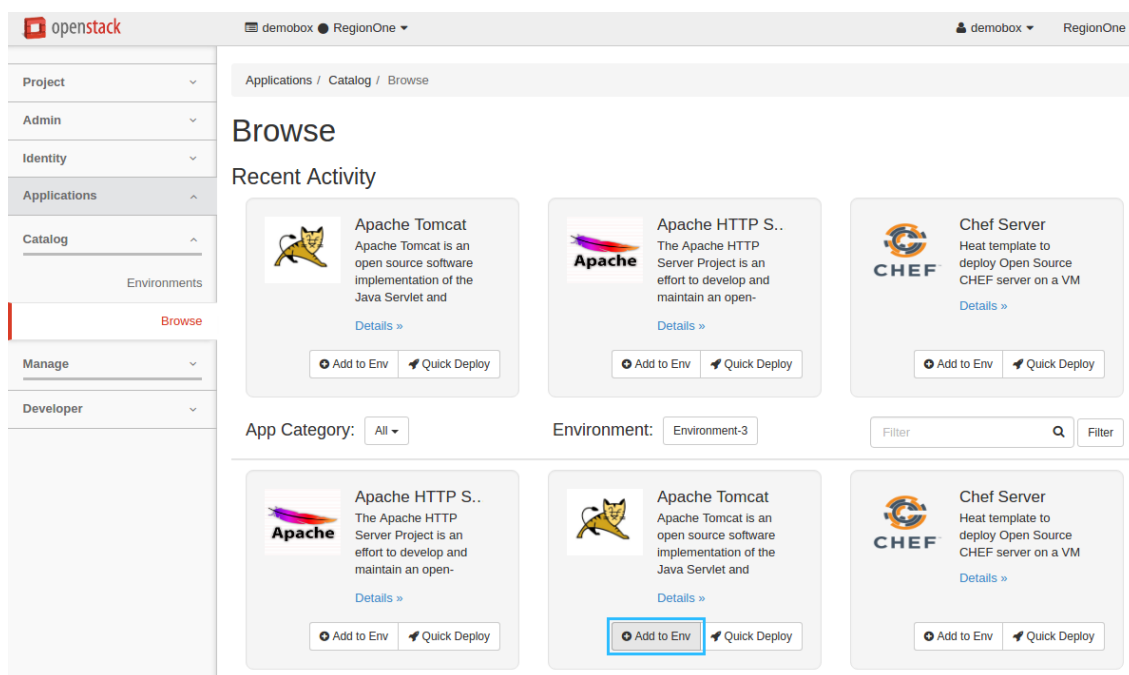 openstack
demobox ● RegionOne
demobox
RegionOne
Project
Admin
Identity
Applications
Catalog
Environments
Browse
Manage
Developer
Applications / Catalog / Browse
Browse
Recent Activity
Apache Tomcat
Apache Tomcat is an
open source software
implementation of the
Java Servlet and
Details »
Add to Env
Quick Deploy
Apache
Apache HTTP S..
The Apache HTTP
Server Project is an
effort to develop and
maintain an open-
Details »
Add to Env
Quick Deploy
CHEF
Chef Server
Heat template to
deploy Open Source
CHEF server on a VM
Details »
Add to Env
Quick Deploy
App Category:
All
Environment:
Environment-3
Filter
Filter
Apache
Apache HTTP S..
The Apache HTTP
Server Project is an
effort to develop and
maintain an open-
Details »
Add to Env
Quick Deploy
Apache Tomcat
Apache Tomcat is an
open source software
implementation of the
Java Servlet and
Details »
Add to Env
Quick Deploy
CHEF
Chef Server
Heat template to
deploy Open Source
CHEF server on a VM
Details »
Add to Env
Quick Deploy